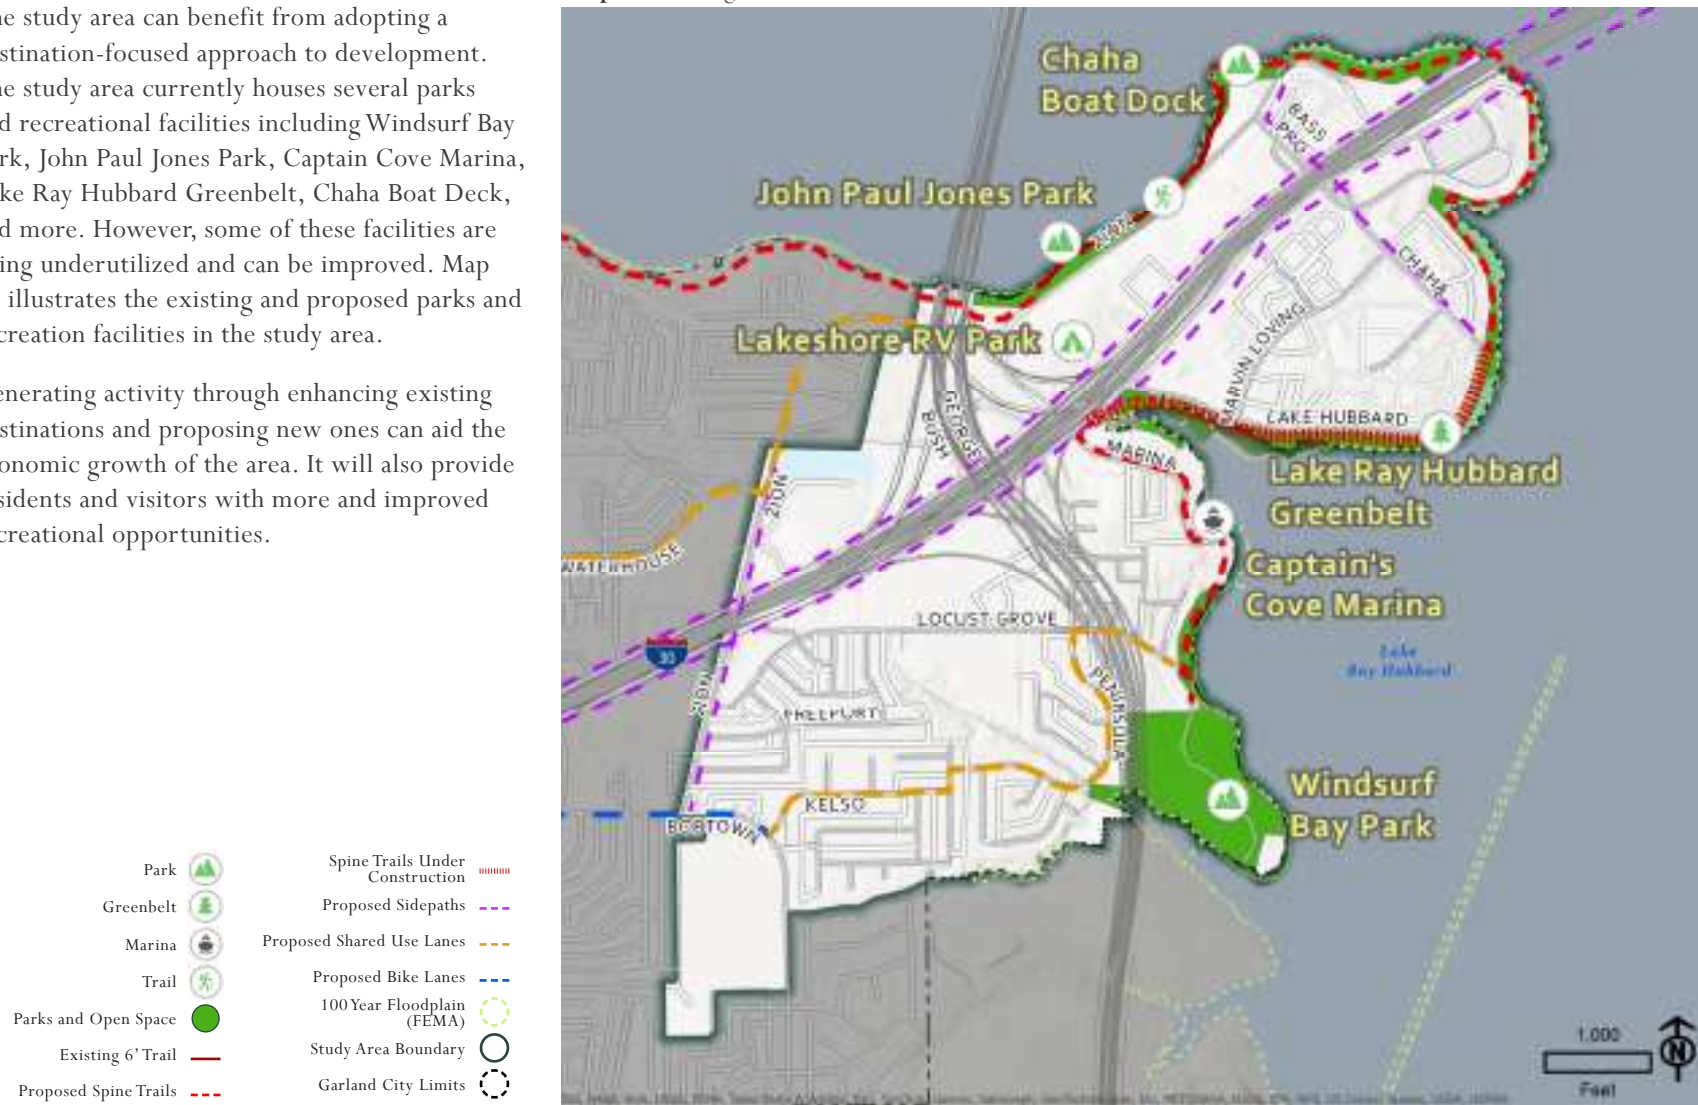 he study area can benefit from adopting a
stination-focused approach to development.
he study area currently houses several parks
d recreational facilities including Windsurf Bay
rk, John Paul Jones Park, Captain Cove Marina,
ke Ray Hubbard Greenbelt, Chaha Boat Deck,
d more. However, some of these facilities are
ing underutilized and can be improved. Map
illustrates the existing and proposed parks and
creation facilities in the study area.
enerating activity through enhancing existing
stinations and proposing new ones can aid the
onomic growth of the area. It will also provide
sidents and visitors with more and improved
creational opportunities.
Park
Greenbelt
Marina
Trail
Parks and Open Space
Existing 6' Trail
Proposed Spine Trails
Spine Trails Under
Construction
Proposed Sidepaths
Proposed Shared Use Lanes
Proposed Bike Lanes
100 Year Floodplain
(FEMA)
Study Area Boundary
Garland City Limits
Chaha
Boat Dock
BASS
PRO
John Paul Jones Park
ZION
CHAHA
Lakeshore RV Park
MARVIN LOVING
GEORGE
BUSH
LAKE HUBBARD
MARINA
Lake Ray Hubbard
Greenbelt
ZION
WATERHOUSE
Captain's
Cove Marina
LOCUST GROVE
30
Lake
Ray Hubbard
ZION
PENINSULA
FREEPORT
Windsurf
Bay Park
KELSO
BOBTOWN
1,000
Feet
N